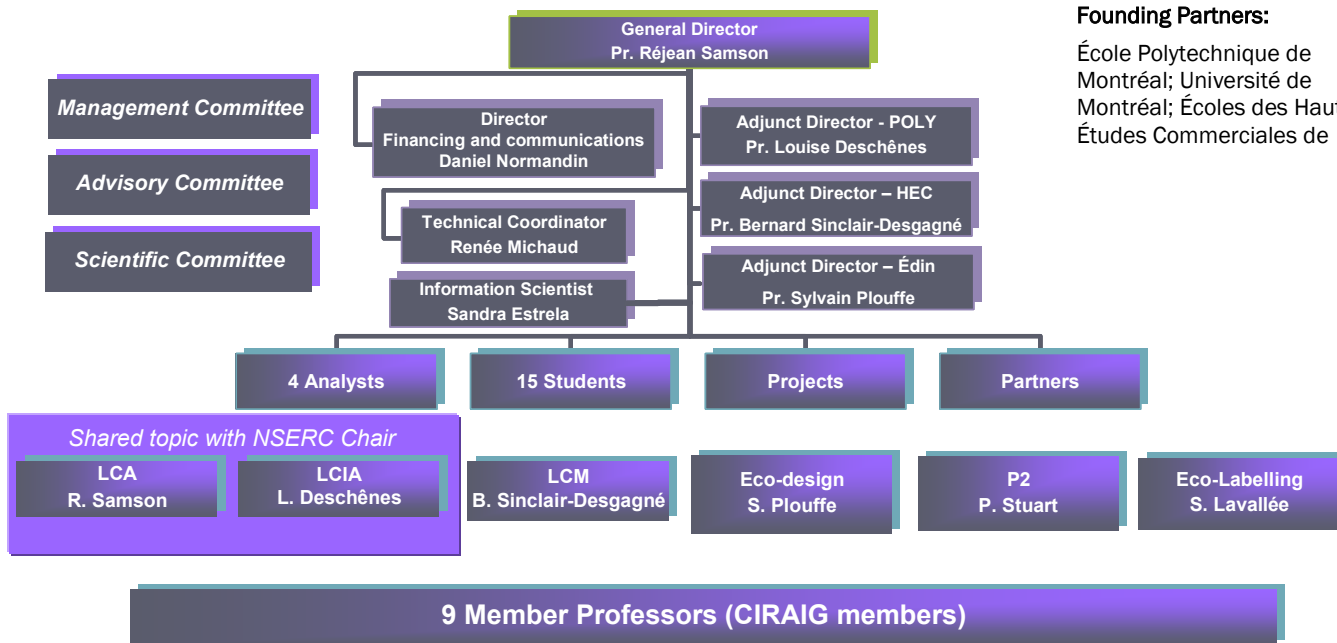 General Director
Pr. Réjean Samson
Founding Partners:
École Polytechnique de
Montréal; Université de
Montréal; Écoles des
Études Commerciales de
Management Committee
Advisory Committee
Scientific Committee
Director
Financing and communications
Daniel Normandin
Adjunct Director - POLY
Pr. Louise Deschênes
Technical Coordinator
Renée Michaud
Adjunct Director – HEC
Pr. Bernard Sinclair-Desgagné
Information Scientist
Sandra Estrela
Adjunct Director – Édin
Pr. Sylvain Plouffe
4 Analysts
15 Students
Projects
Partners
Shared topic with NSERC Chair
LCA
R. Samson
LCIA
L. Deschênes
LCM
B. Sinclair-Desgagné
Eco-design
S. Plouffe
P2
P. Stuart
Eco-Labelling
S. Lavallée
9 Member Professors (CIRAIG members)